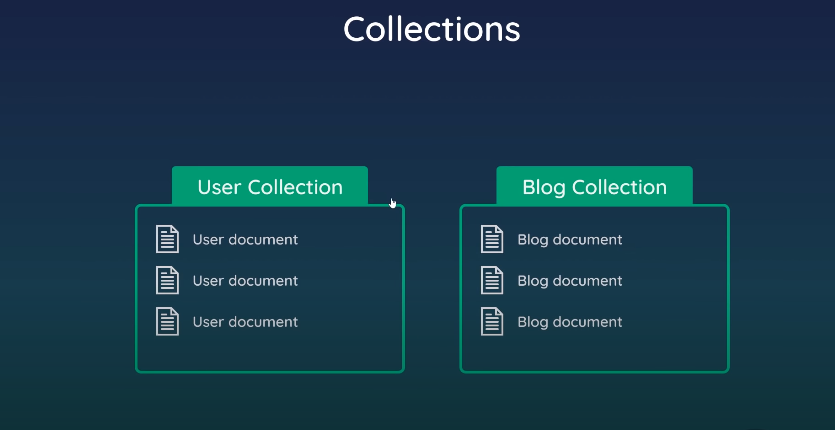 Collections
User Collection
User document
User document
User document
Blog Collection
Blog document
Blog document
Blog document